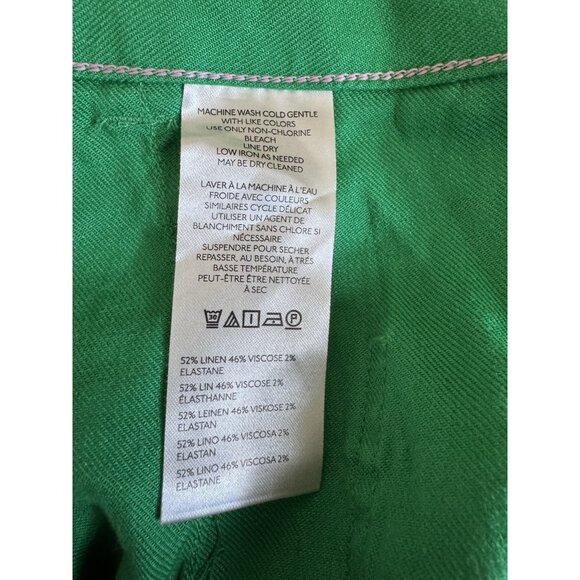 MACHINE WASH COLD GENTLE
WITH LIKE COLORS
USE ONLY NON-CHLORINE
BLEACH
LINE DRY
LOW IRON AS NEEDED
MAY BE DRY CLEANED
LAVER À LA MACHINE À L'EAU
FROIDE AVEC COULEURS
SIMILAIRES CYCLE DÉLICAT
UTILISER UN AGENT DE
BLANCHIMENT SANS CHLORE SI
NÉCESSAIRE
SUSPENDRE POUR SÉCHER
REPASSER, AU BESOIN, À TRÉS
BASSE TEMPÉRATURE
PEUT-ÊTRE ÊTRE NETTOYÉE
À SEC
30 P
52% LINEN 46% VISCOSE 2%
ELASTANE
52% LIN 46% VISCOSE 2%
ÉLASTHANNE
52% LEINEN 46% VISKOSE 2%
ELASTAN
52% LINO 46% VISCOSA 2%
ELASTANE
52% LINO 46% VISCOSA 2%
ELASTANE